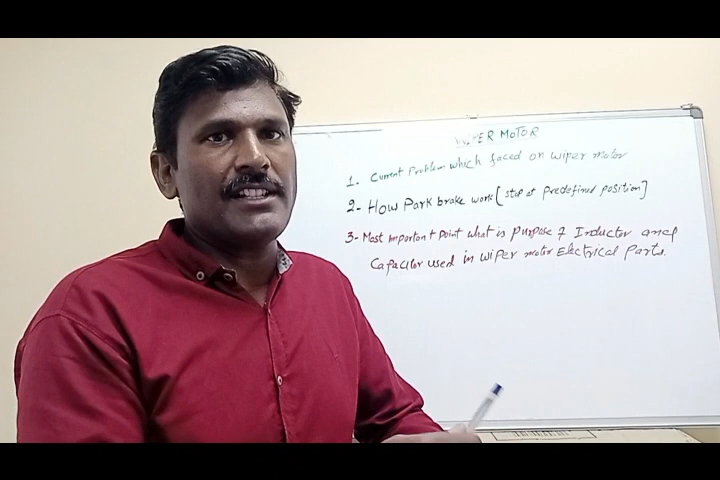 WIPER MOTOR
1- Current Problem which faced on wiper motor
2- How Park brake work [stop at predefined position]
3- Most important point what is purpose of Inductor and
Capacitor used in wiper motor Electrical Parts.